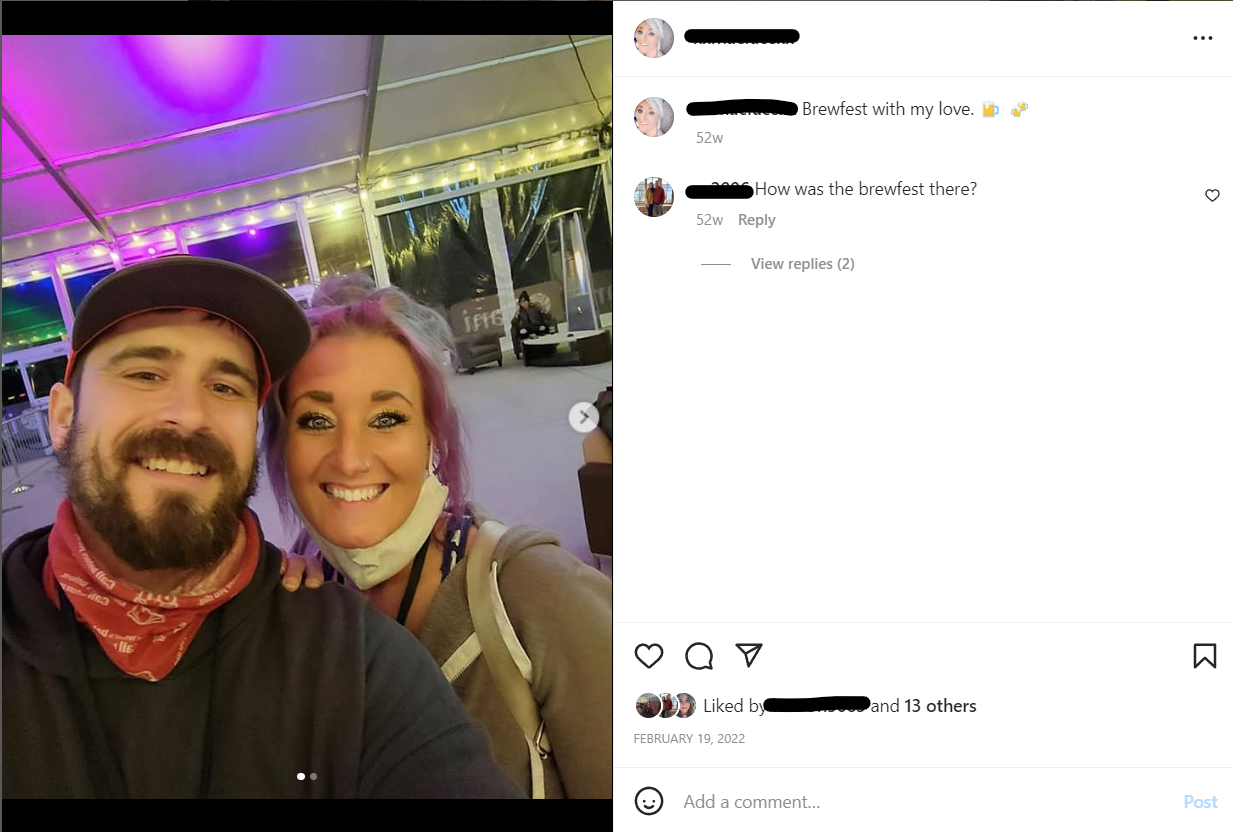 Brewfest with my love. 🍺 🍻
52w
How was the brewfest there?
52w Reply
View replies (2)
Liked by and 13 others
FEBRUARY 19, 2022
Add a comment...
Post